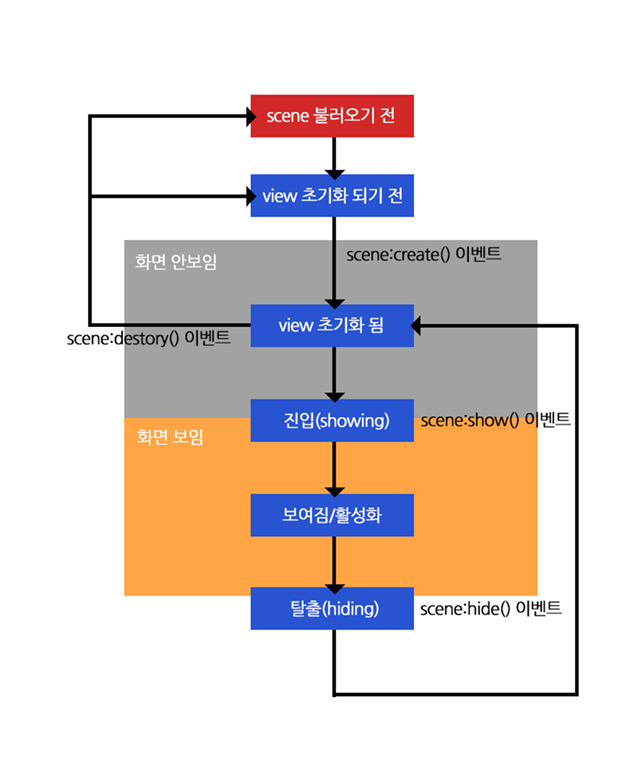 scene 불러오기 전
view 초기화 되기 전
scene:create() 이벤트
화면 안보임
view 초기화 됨
scene:destory() 이벤트
진입(showing)
scene:show() 이벤트
화면 보임
보여짐/활성화
탈출(hiding)
scene:hide() 이벤트